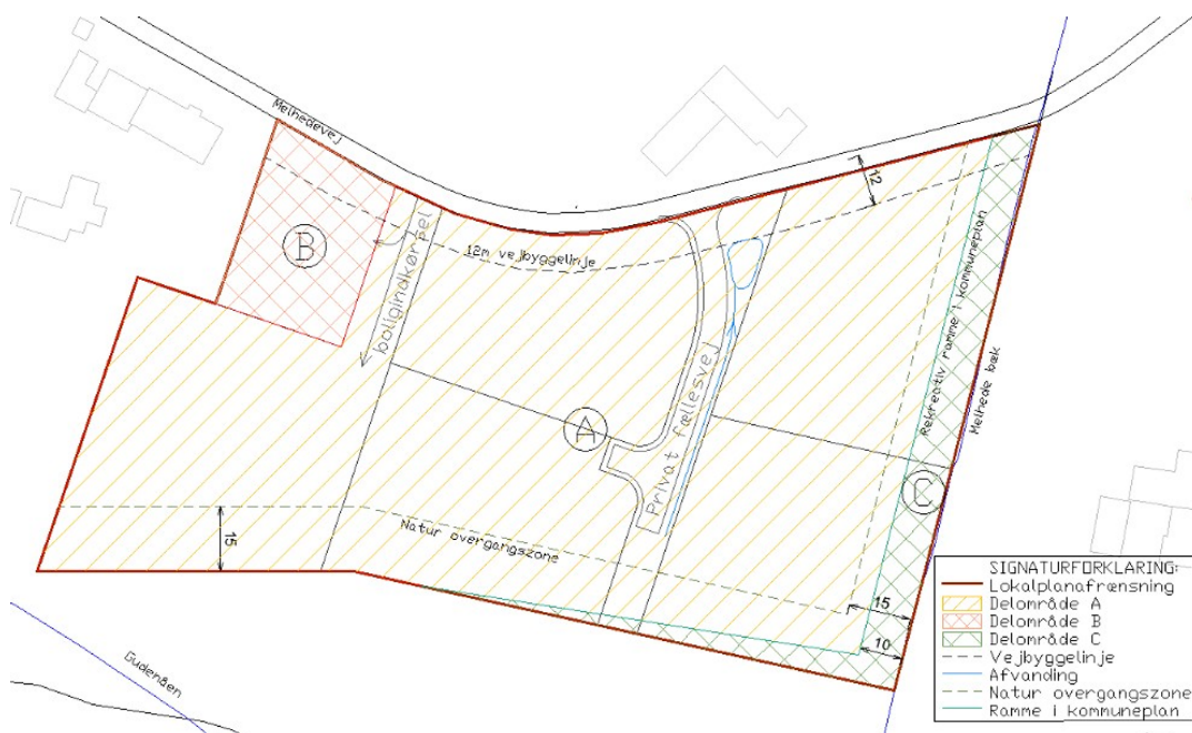 Melhedevej
12
B
boligindkørsel
12m vejbyggelinje
Rekreativ ramme i kommuneplan
Privat fællesvej
A
Melhede bæk
C
15
Natur overgangszone
15
10
Gudenåen
SIGNATURFORKLARING:
Lokalplanafrænsning
Delområde A
Delområde B
Delområde C
Vejbyggelinje
Afvanding
Natur overgangszone
Ramme i kommuneplan